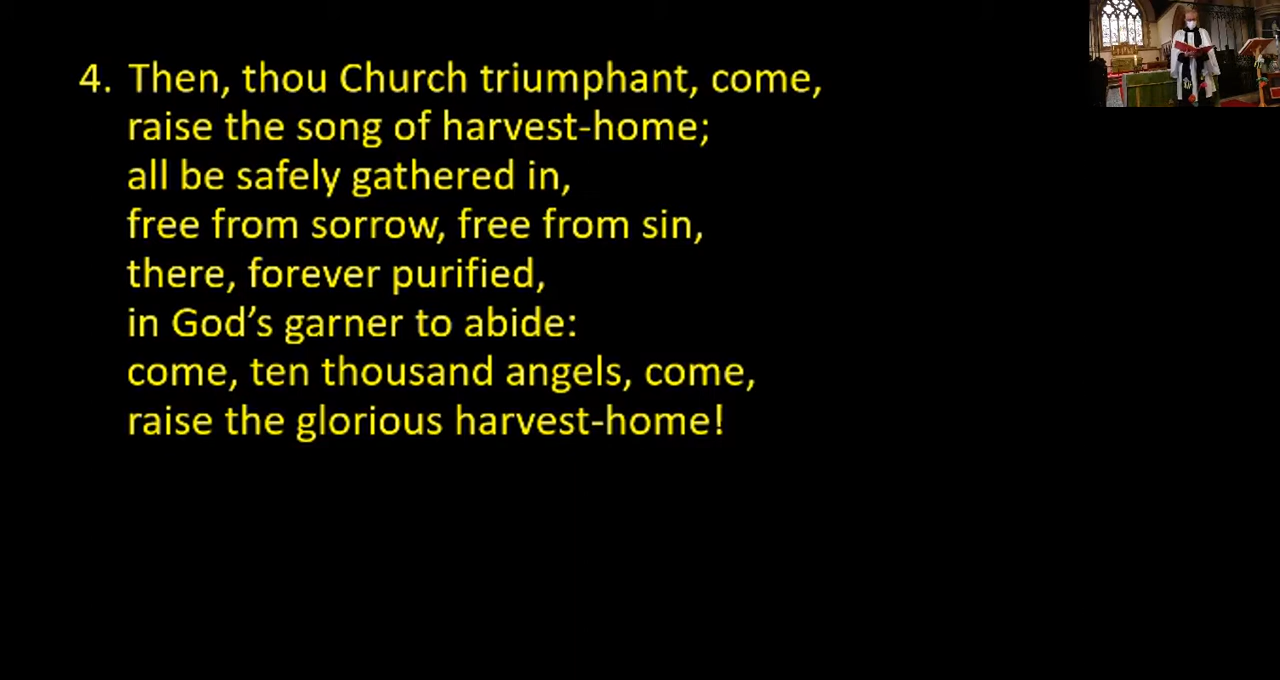 4. Then, thou Church triumphant, come,
raise the song of harvest-home;
all be safely gathered in,
free from sorrow, free from sin,
there, forever purified,
in God’s garner to abide:
come, ten thousand angels, come,
raise the glorious harvest-home!